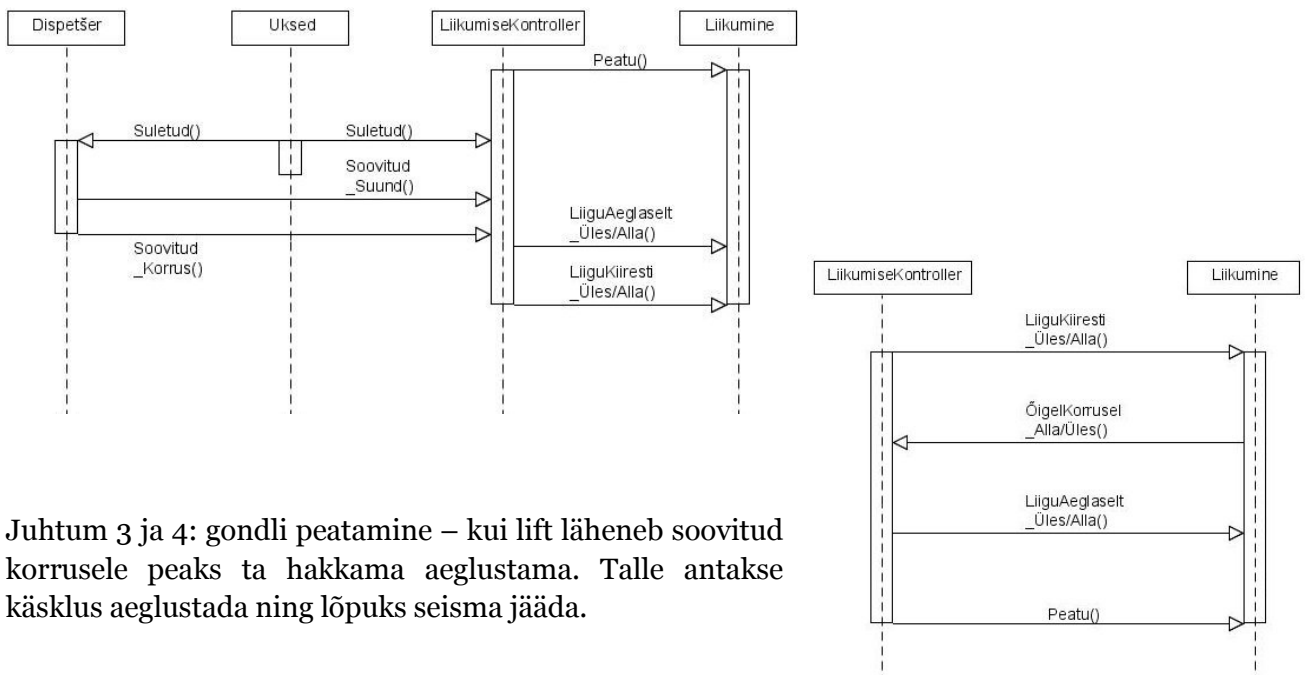 Dispetšer
Uksed
LiikumiseKontroller
Liikumine
Peatu()
Suletud()
Suletud()
Soovitud
_Suund()
Soovitud
_Korrus()
LiiguAeglaselt
_Üles/Alla()
LiiguKiiresti
_Üles/Alla()
LiikumiseKontroller
Liikumine
LiiguKiiresti
_Üles/Alla()
ÕigelKorrusel
_Alla/Üles()
LiiguAeglaselt
_Üles/Alla()
Peatu()
Juhtum 3 ja 4: gondli peatamine – kui lift läheneb soovitud
korrusele peaks ta hakkama aeglustama. Talle antakse
käsklus aeglustada ning lõpuks seisma jääda.